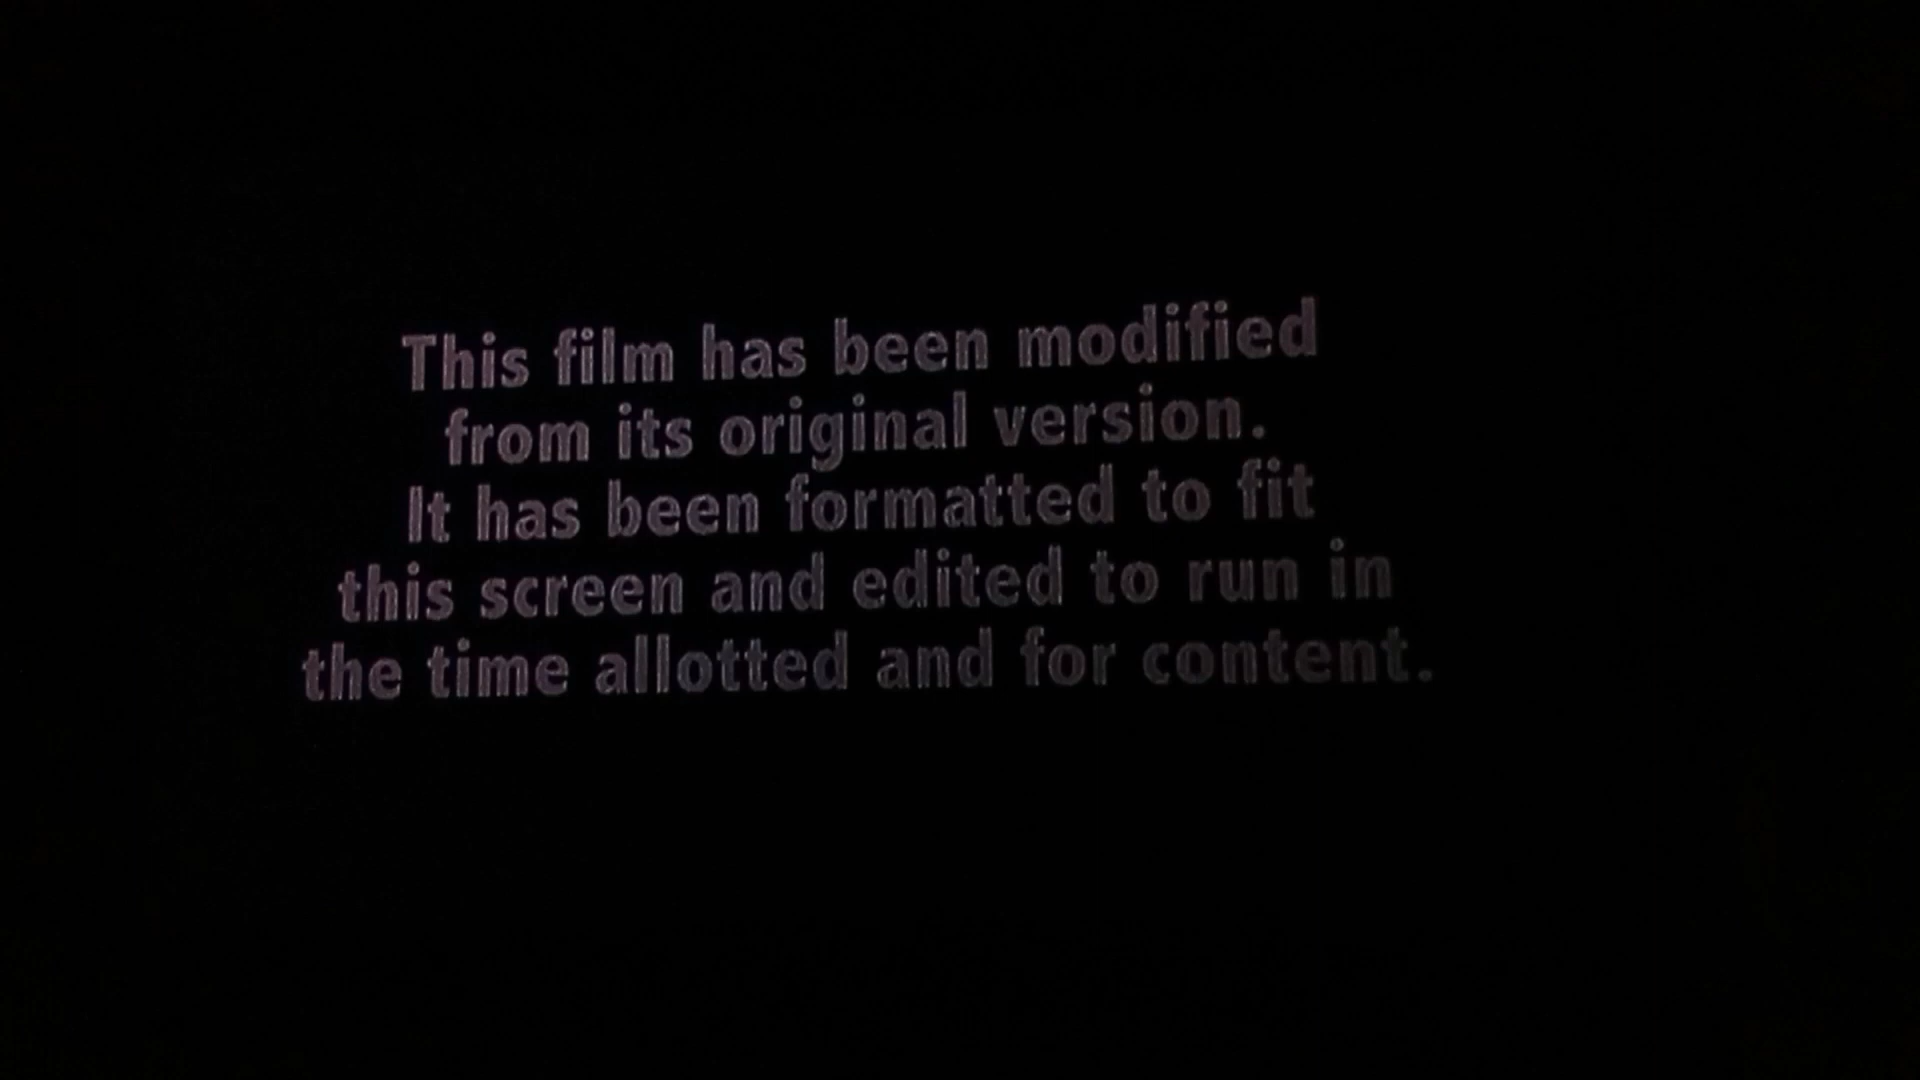 This film has been modified
from its original version.
It has been formatted to fit
this screen and edited to run in
the time allotted and for content.